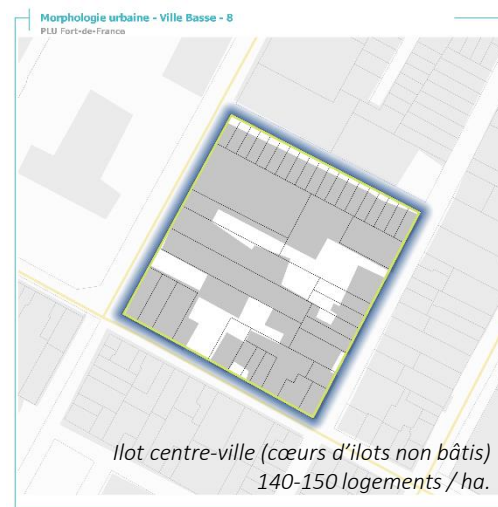 Morphologie urbaine - Ville Basse - 8
PLU Fort-de-France
Ilot centre-ville (cœurs d'ilots non bâtis)
140-150 logements / ha.